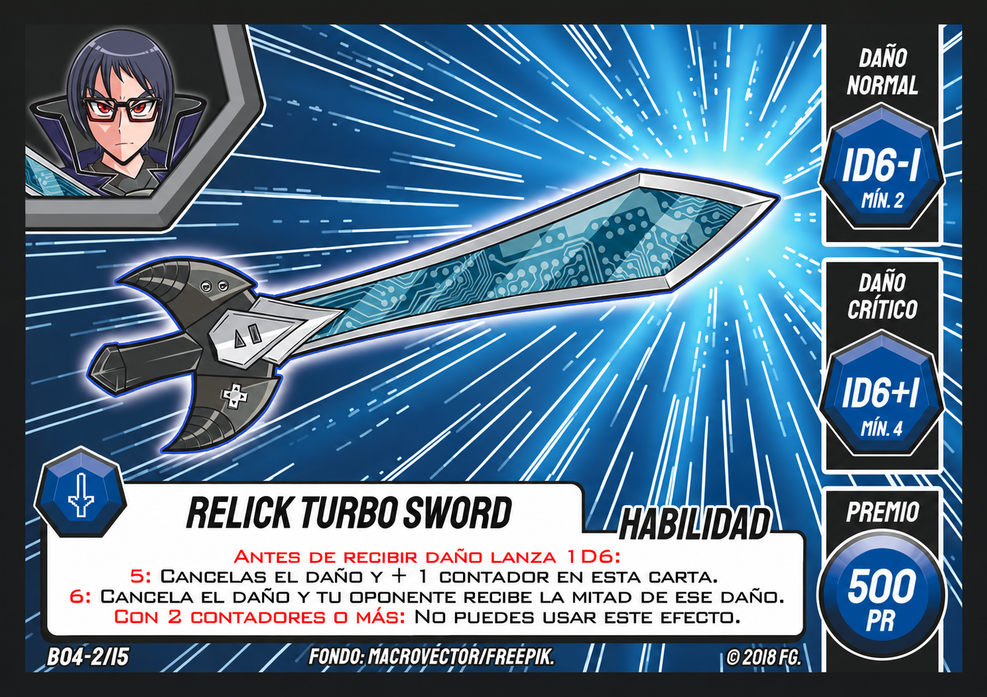 DAÑO
NORMAL
1D6-1
MÍN. 2
DAÑO
CRÍTICO
1D6+1
MÍN. 4
PREMIO
500
PR
RELICK TURBO SWORD
HABILIDAD
ANTES DE RECIBIR DAÑO LANZA 1D6:
5: CANCELAS EL DAÑO Y + 1 CONTADOR EN ESTA CARTA.
6: CANCELA EL DAÑO Y TU OPONENTE RECIBE LA MITAD DE ESE DAÑO.
CON 2 CONTADORES O MÁS: NO PUEDES USAR ESTE EFECTO.
B04-2/15
FONDO: MACROVECTOR/FREEPIK.
© 2018 FG.